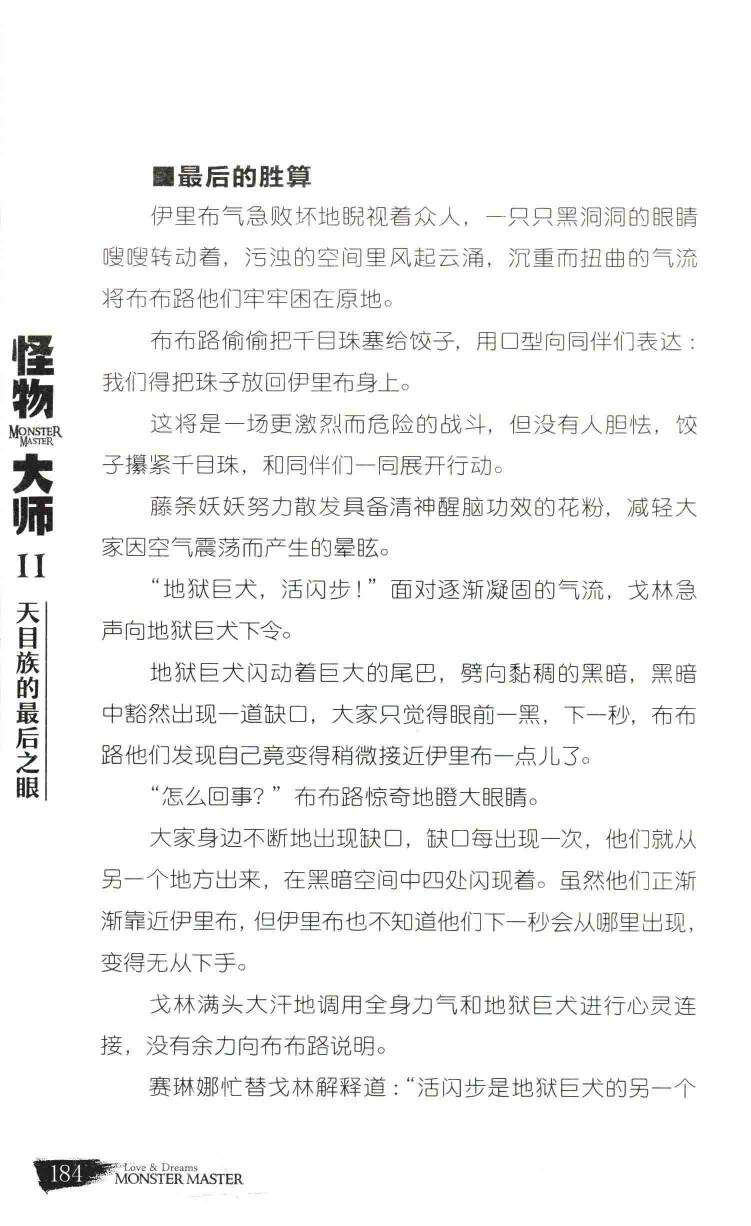 最后的胜算
伊里布气急败坏地睨视着众人，一只只黑洞洞的眼睛
嗖嗖转动着，污浊的空间里风起云涌，沉重而扭曲的气流
将布布路他们牢牢困在原地。
布布路偷偷把千目珠塞给饺子，用口型向同伴们表达：
我们得把珠子放回伊里布身上。
这将是一场更激烈而危险的战斗，但没有人胆怯，饺
子攥紧千目珠，和同伴们一同展开行动。
藤条妖妖努力散发具备清神醒脑功效的花粉，减轻大
家因空气震荡而产生的晕眩。
“地狱巨犬，活闪步！”面对逐渐凝固的气流，戈林急
声向地狱巨犬下令。
地狱巨犬闪动着巨大的尾巴，劈向黏稠的黑暗，黑暗
中豁然出现一道缺口，大家只觉得眼前一黑，下一秒，布布
路他们发现自己竟变得稍微接近伊里布一点儿了。
“怎么回事？”布布路惊奇地瞪大眼睛。
大家身边不断地出现缺口，缺口每出现一次，他们就从
另一个地方出来，在黑暗空间中四处闪现着。虽然他们正渐
渐靠近伊里布，但伊里布也不知道他们下一秒会从哪里出现，
变得无从下手。
戈林满头大汗地调用全身力气和地狱巨犬进行心灵连
接，没有余力向布布路说明。
赛琳娜忙替戈林解释道：“活闪步是地狱巨犬的另一个
怪物
MONSTER
MASTER
大师
II
天目族的最后之眼
184
Love & Dreams
MONSTER MASTER